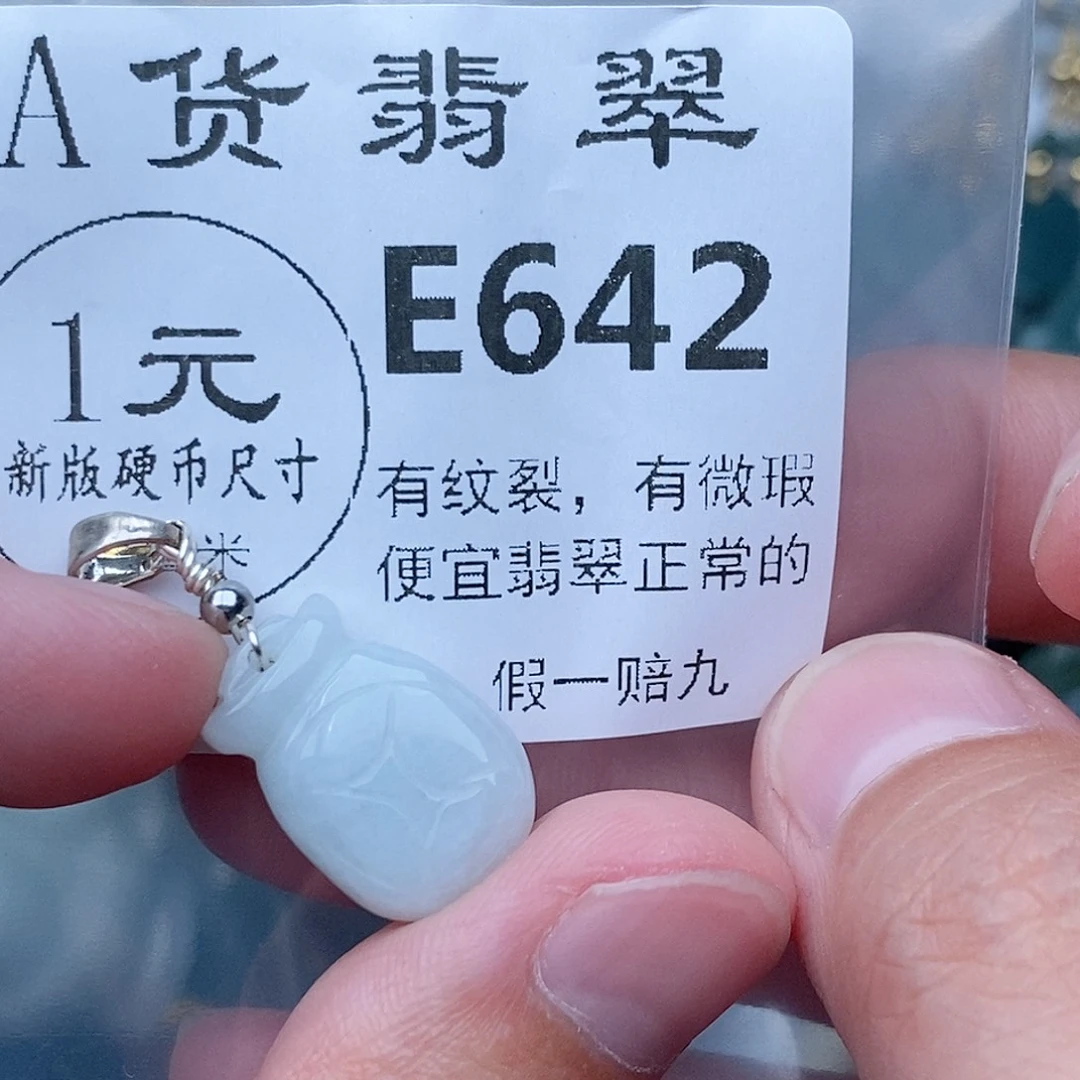 A货翡翠
E642
1元
新版硬币尺寸
米
有纹裂，有微瑕
便宜翡翠正常的
假一赔九